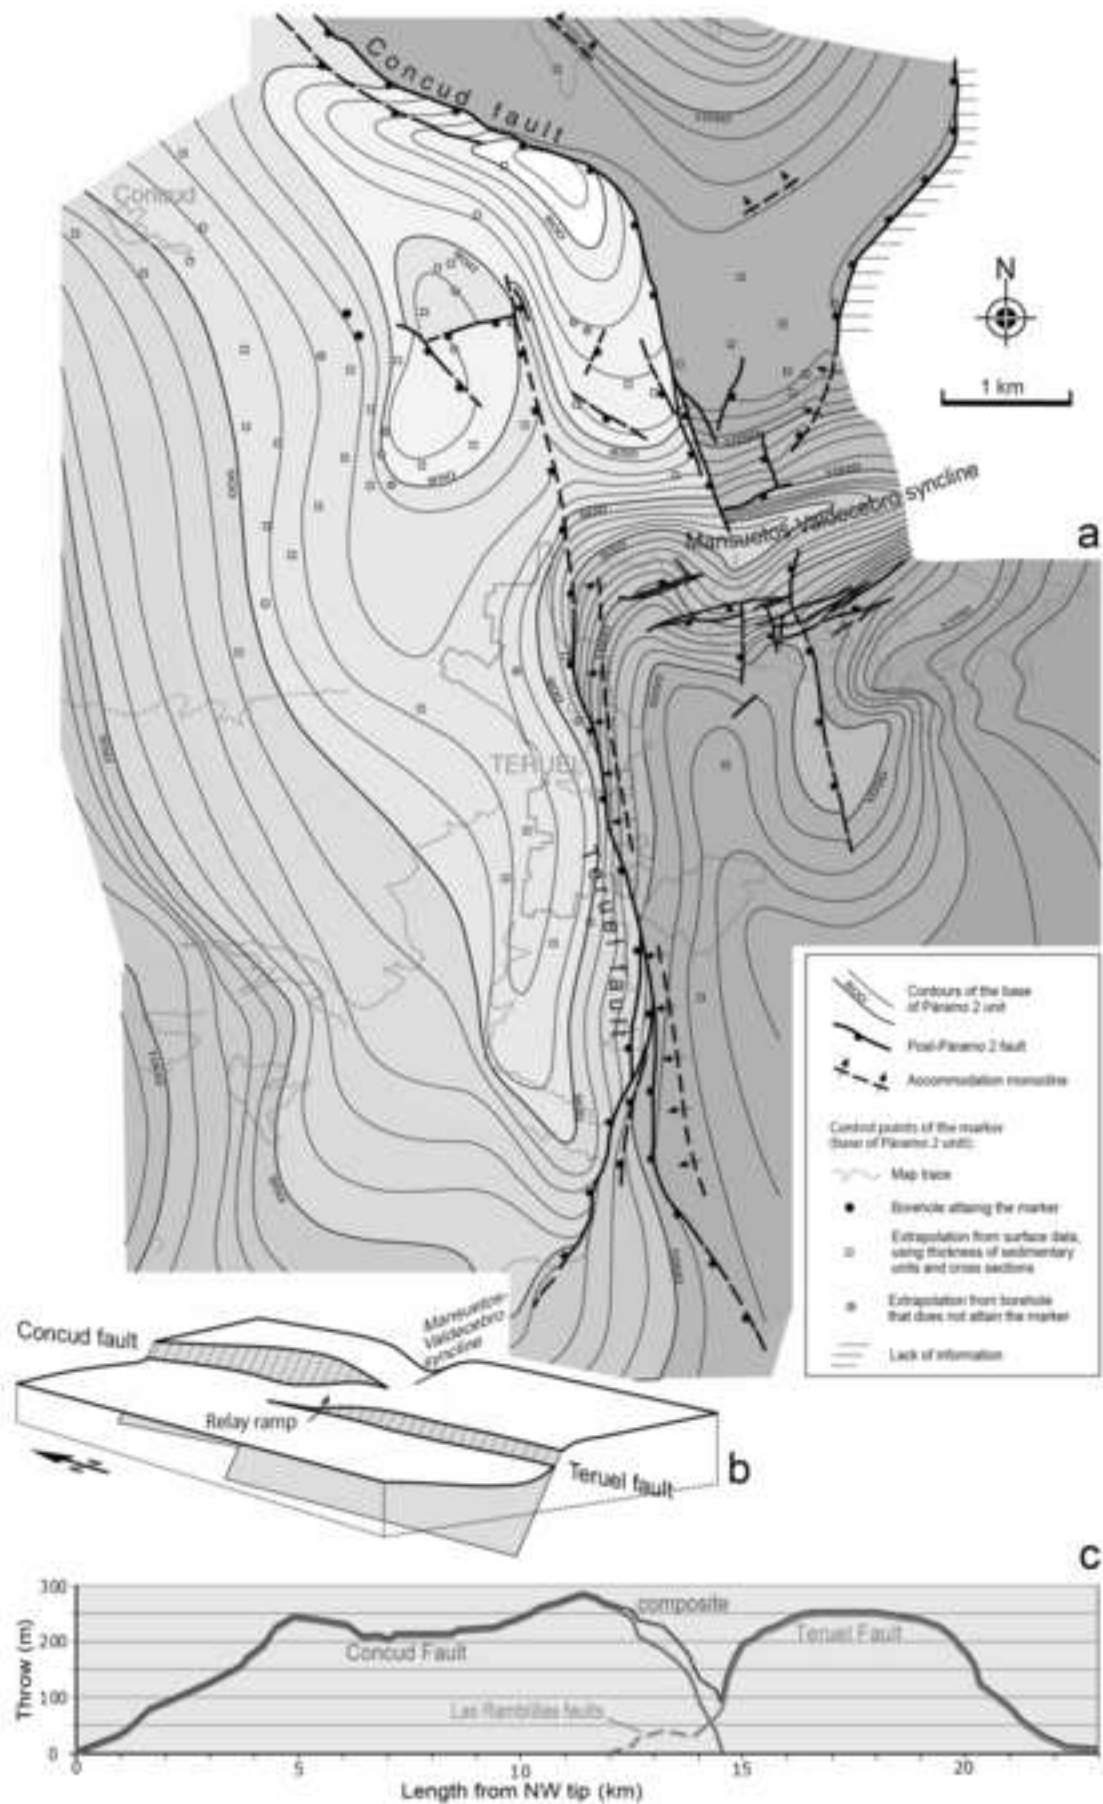 Concud fault
Concud
N
1 km
Mansuetos-Valdecebro syncline
a
TERUEL
Teruel fault
Contours of the base
of Páramo 2 unit
Post-Páramo 2 fault
Accommodation monocline
Control points of the marker
(base of Páramo 2 unit):
Map trace
Borehole attaing the marker
Extrapolation from surface data,
using thickness of sedimentary
units and cross sections
Extrapolation from borehole
that does not attain the marker
Lack of information
Concud fault
Mansuetos-
Valdecebro
syncline
Relay ramp
N
Teruel fault
b
c
300
200
100
0
Throw (m)
composite
Concud Fault
Teruel Fault
Las Ramblillas faults
0
5
10
15
20
Length from NW tip (km)